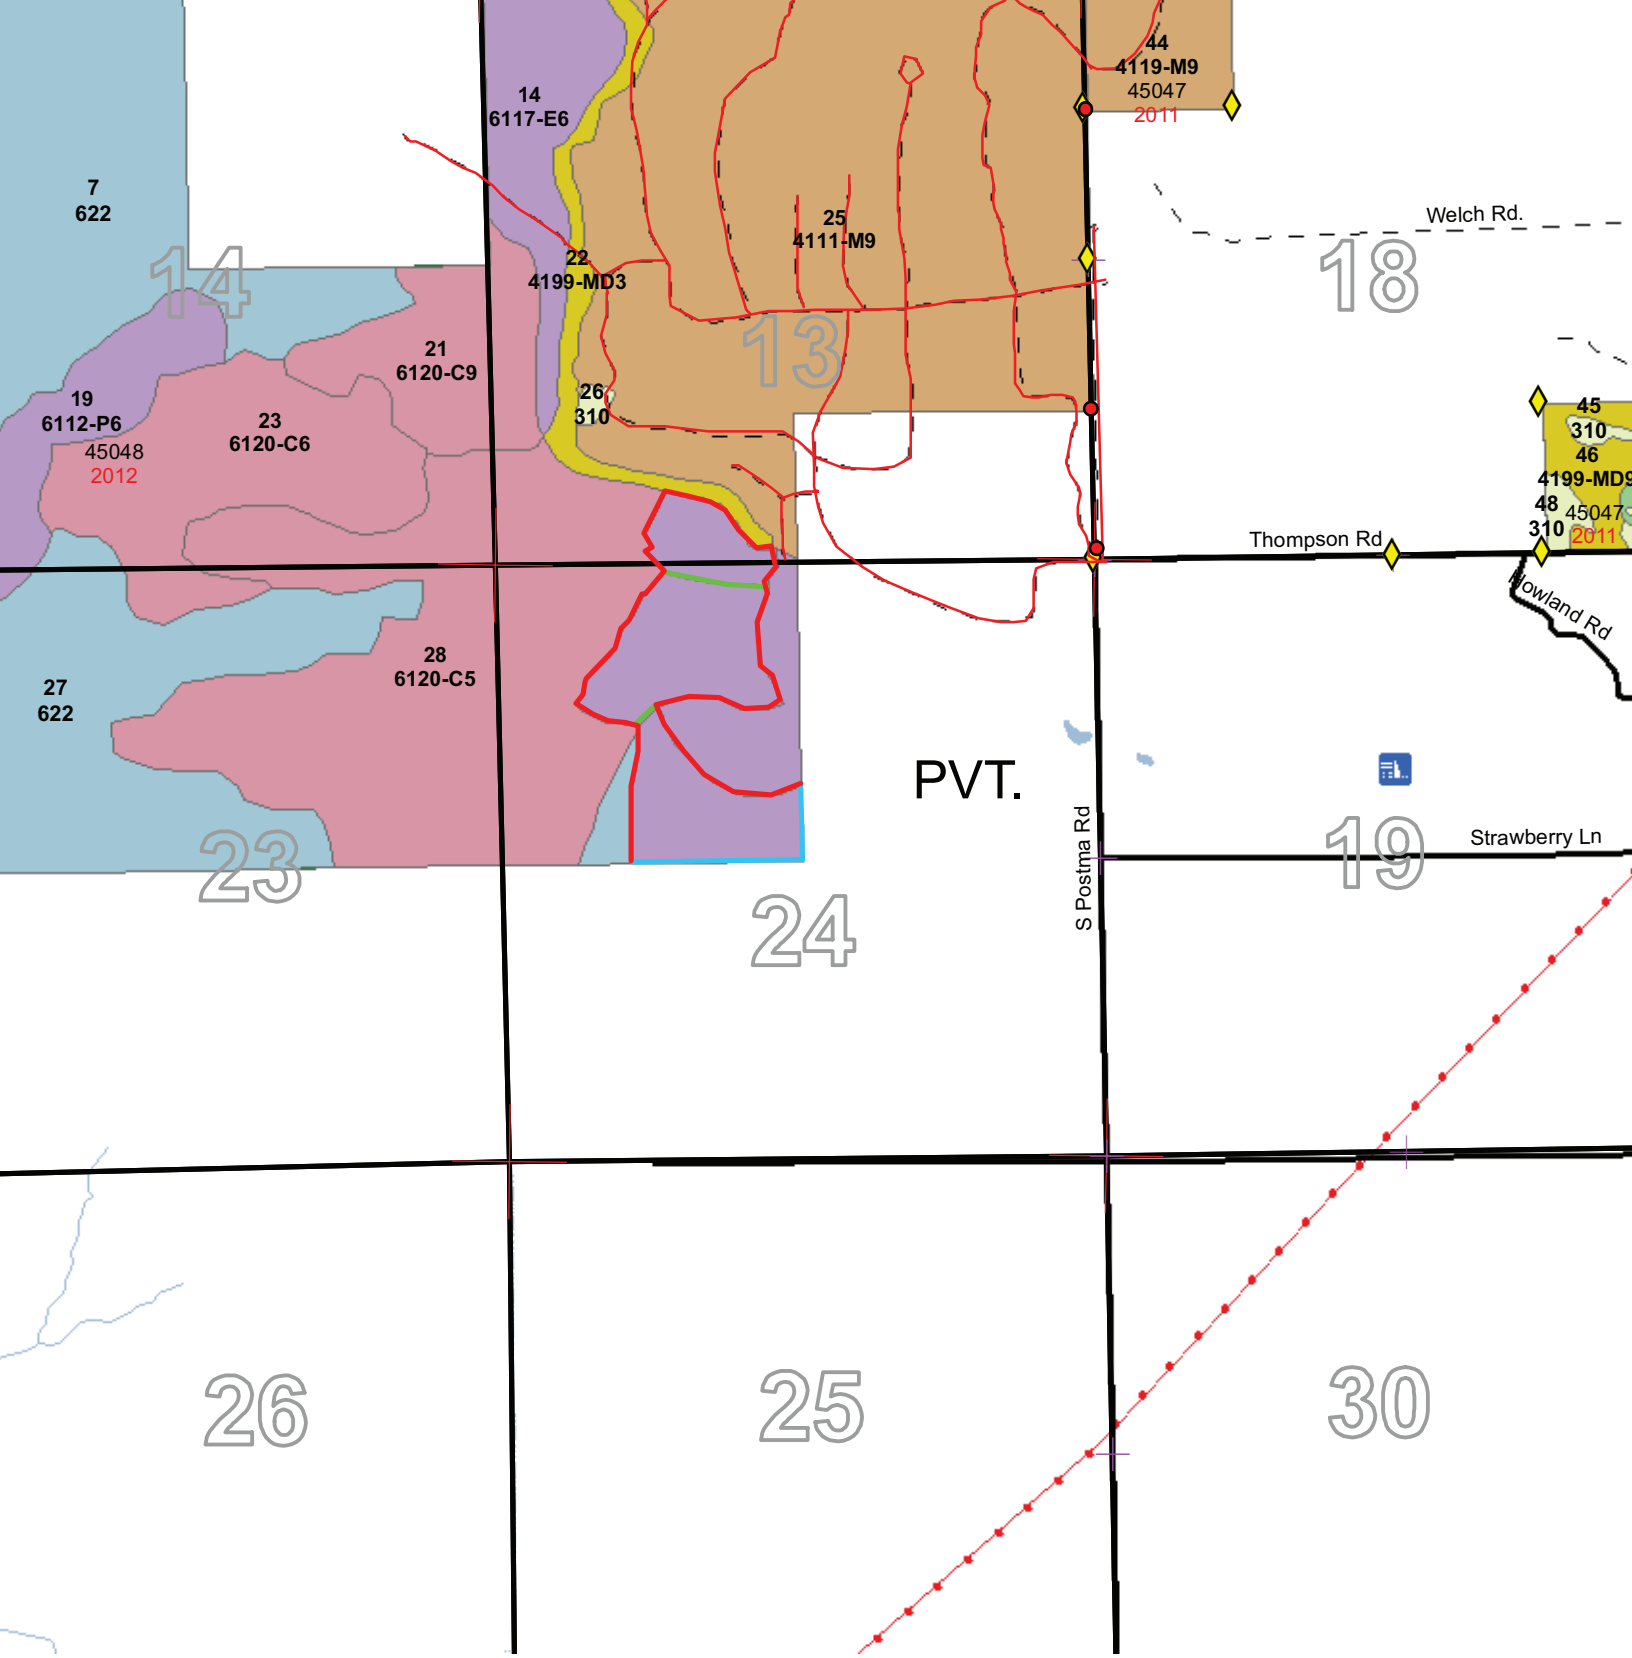 44
4119-M9
45047
2011
14
6117-E6
7
622
Welch Rd.
25
4111-M9
18
14
22
4199-MD3
13
21
6120-C9
26
310
19
6112-P6
45048
2012
23
6120-C6
45
310
46
4199-MD9
48
310
45047
2011
Thompson Rd
Howland Rd
28
6120-C5
27
622
PVT.
S Postma Rd
Strawberry Ln
23
19
24
26
25
30